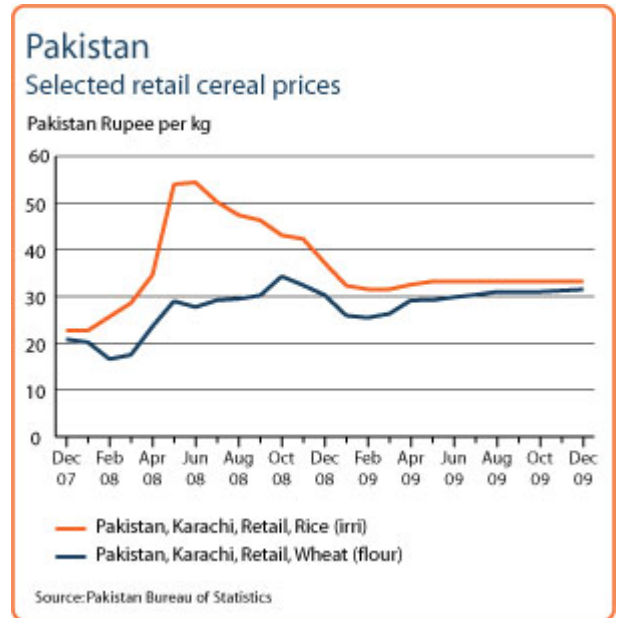 Pakistan
Selected retail cereal prices
Pakistan Rupee per kg
60
50
40
30
20
10
0
Dec Feb Apr Jun Aug Oct Dec Feb Apr Jun Aug Oct Dec
07 08 08 08 08 08 08 09 09 09 09 09 09
Pakistan, Karachi, Retail, Rice (irri)
Pakistan, Karachi, Retail, Wheat (flour)
Source:Pakistan Bureau of Statistics